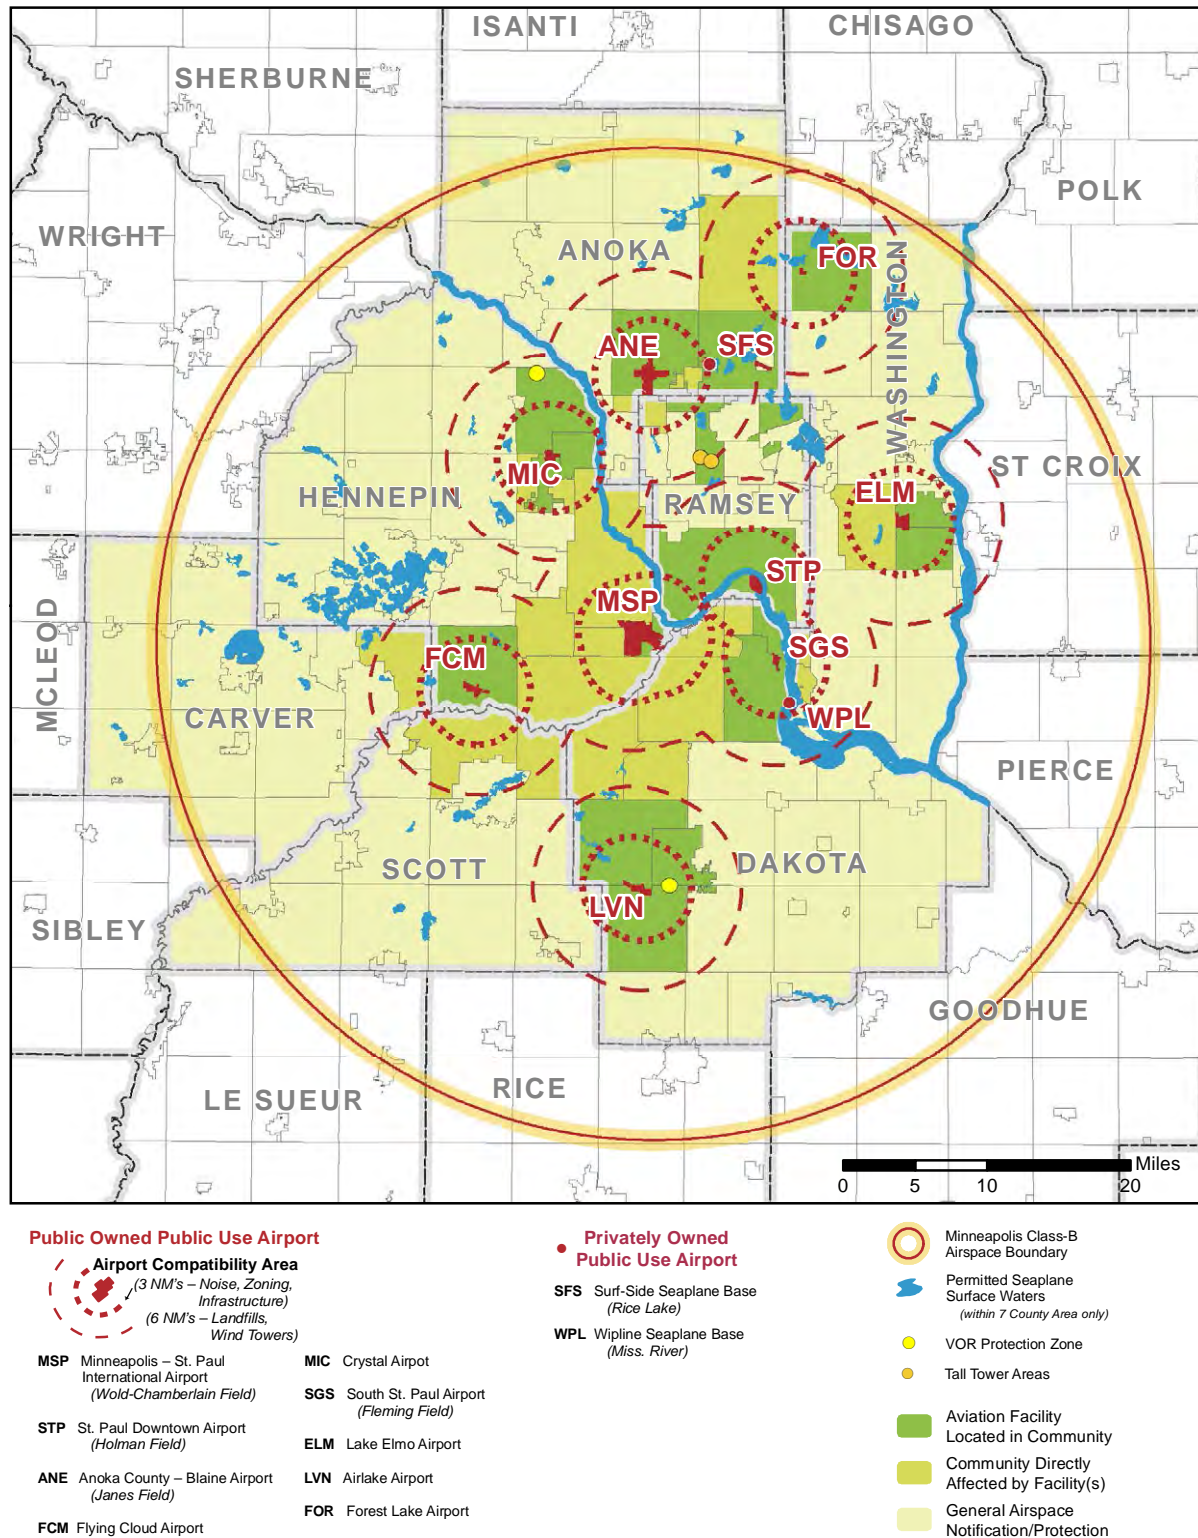 ISANTI
CHISAGO
SHERBURNE
POLK
WRIGHT
ANOKA
FOR
WASHINGTON
ANE
SFS
MIC
HENNEPIN
RAMSEY
ELM
ST CROIX
STP
MSP
MCLEOD
FCM
SGS
CARVER
WPL
PIERCE
SCOTT
DAKOTA
LVN
SIBLEY
GOODHUE
RICE
LE SUEUR
Miles
0 5 10 20
Public Owned Public Use Airport
Airport Compatibility Area
(3 NM's – Noise, Zoning,
Infrastructure)
(6 NM's – Landfills,
Wind Towers)
MSP Minneapolis – St. Paul
International Airport
(Wold-Chamberlain Field)
STP St. Paul Downtown Airport
(Holman Field)
ANE Anoka County – Blaine Airport
(Janes Field)
FCM Flying Cloud Airport
MIC Crystal Airpot
SGS South St. Paul Airport
(Fleming Field)
ELM Lake Elmo Airport
LVN Airlake Airport
FOR Forest Lake Airport
Privately Owned
Public Use Airport
SFS Surf-Side Seaplane Base
(Rice Lake)
WPL Wipline Seaplane Base
(Miss. River)
Minneapolis Class-B
Airspace Boundary
Permitted Seaplane
Surface Waters
(within 7 County Area only)
VOR Protection Zone
Tall Tower Areas
Aviation Facility
Located in Community
Community Directly
Affected by Facility(s)
General Airspace
Notification/Protection